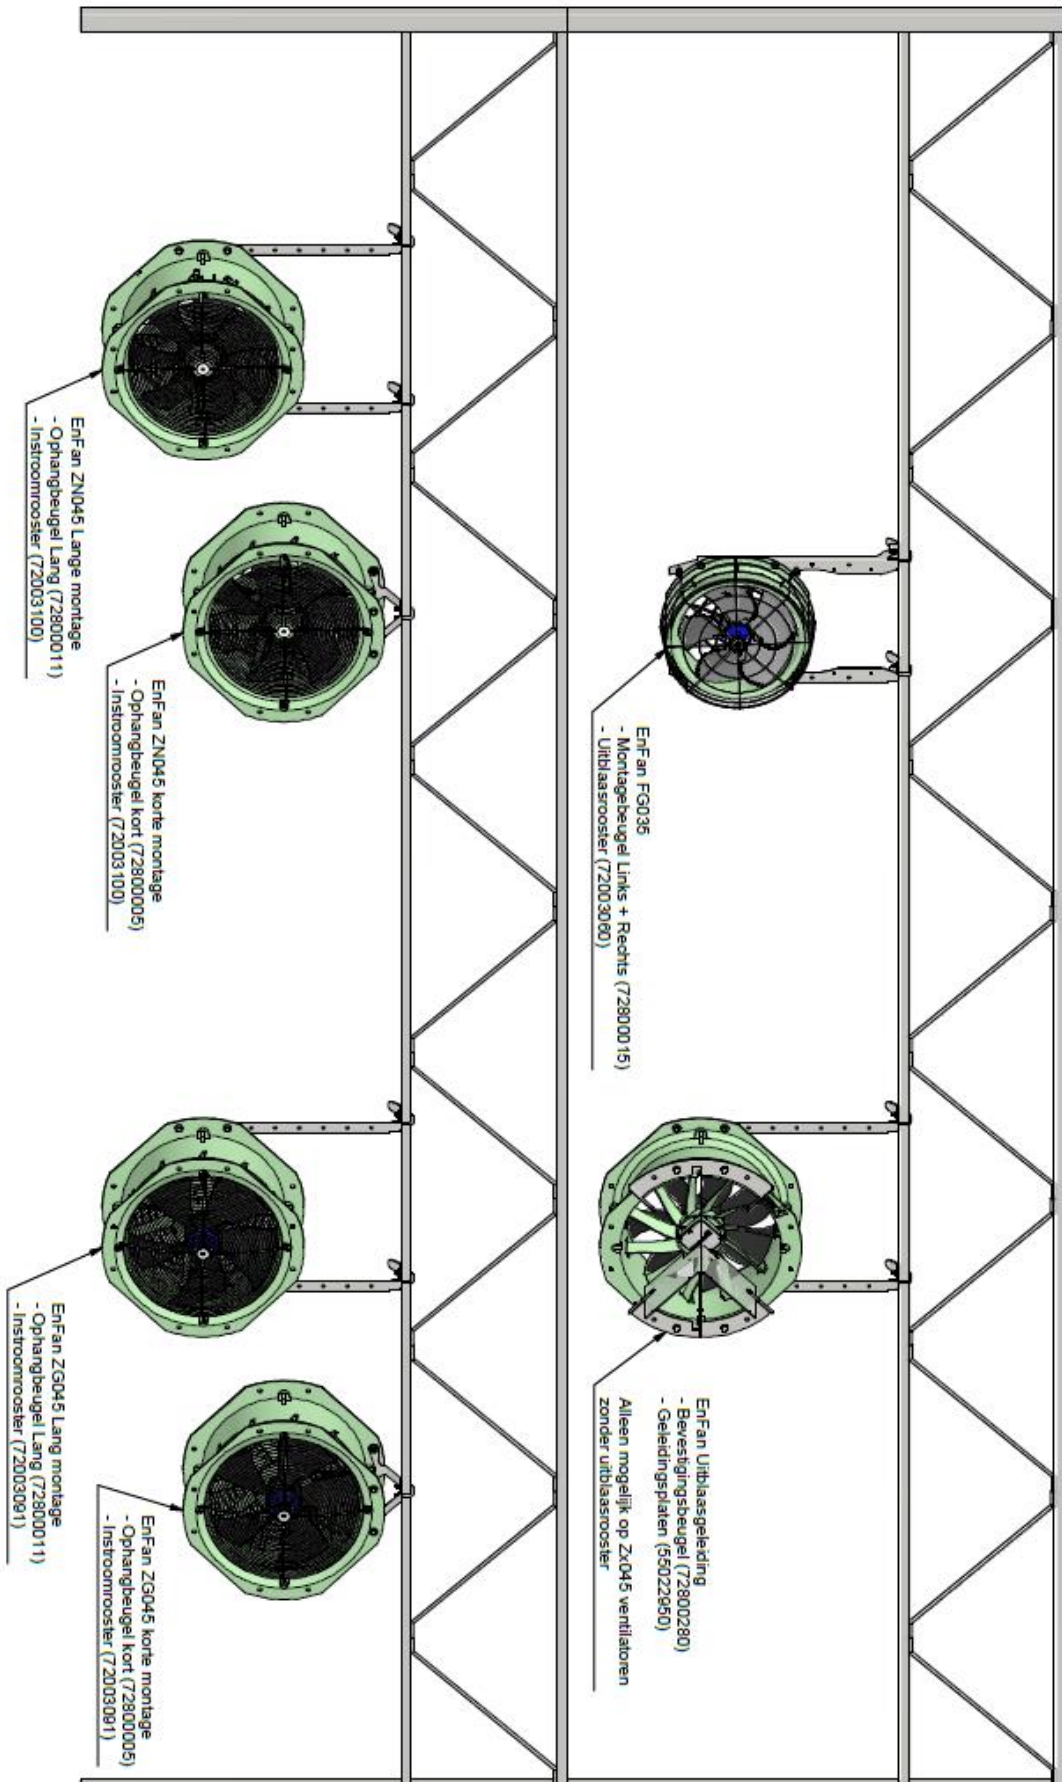 EnFan FG035
- Montagebeugel Links + Rechts (72800015)
- Uitblaasrooster (72003060)
EnFan Uitblaasgeleiding
- Bevestigingsbeugel (72800280)
- Geleidingsplaten (55022950)
Alleen mogelijk op Zx045 ventilatoren
zonder uitblaasrooster
EnFan ZN045 Lange montage
- Ophangbeugel Lang (72800011)
- Instroomrooster (72003100)
EnFan ZN045 korte montage
- Ophangbeugel kort (72800005)
- Instroomrooster (72003100)
EnFan ZG045 Lang montage
- Ophangbeugel Lang (72800011)
- Instroomrooster (72003091)
EnFan ZG045 korte montage
- Ophangbeugel kort (72800005)
- Instroomrooster (72003091)